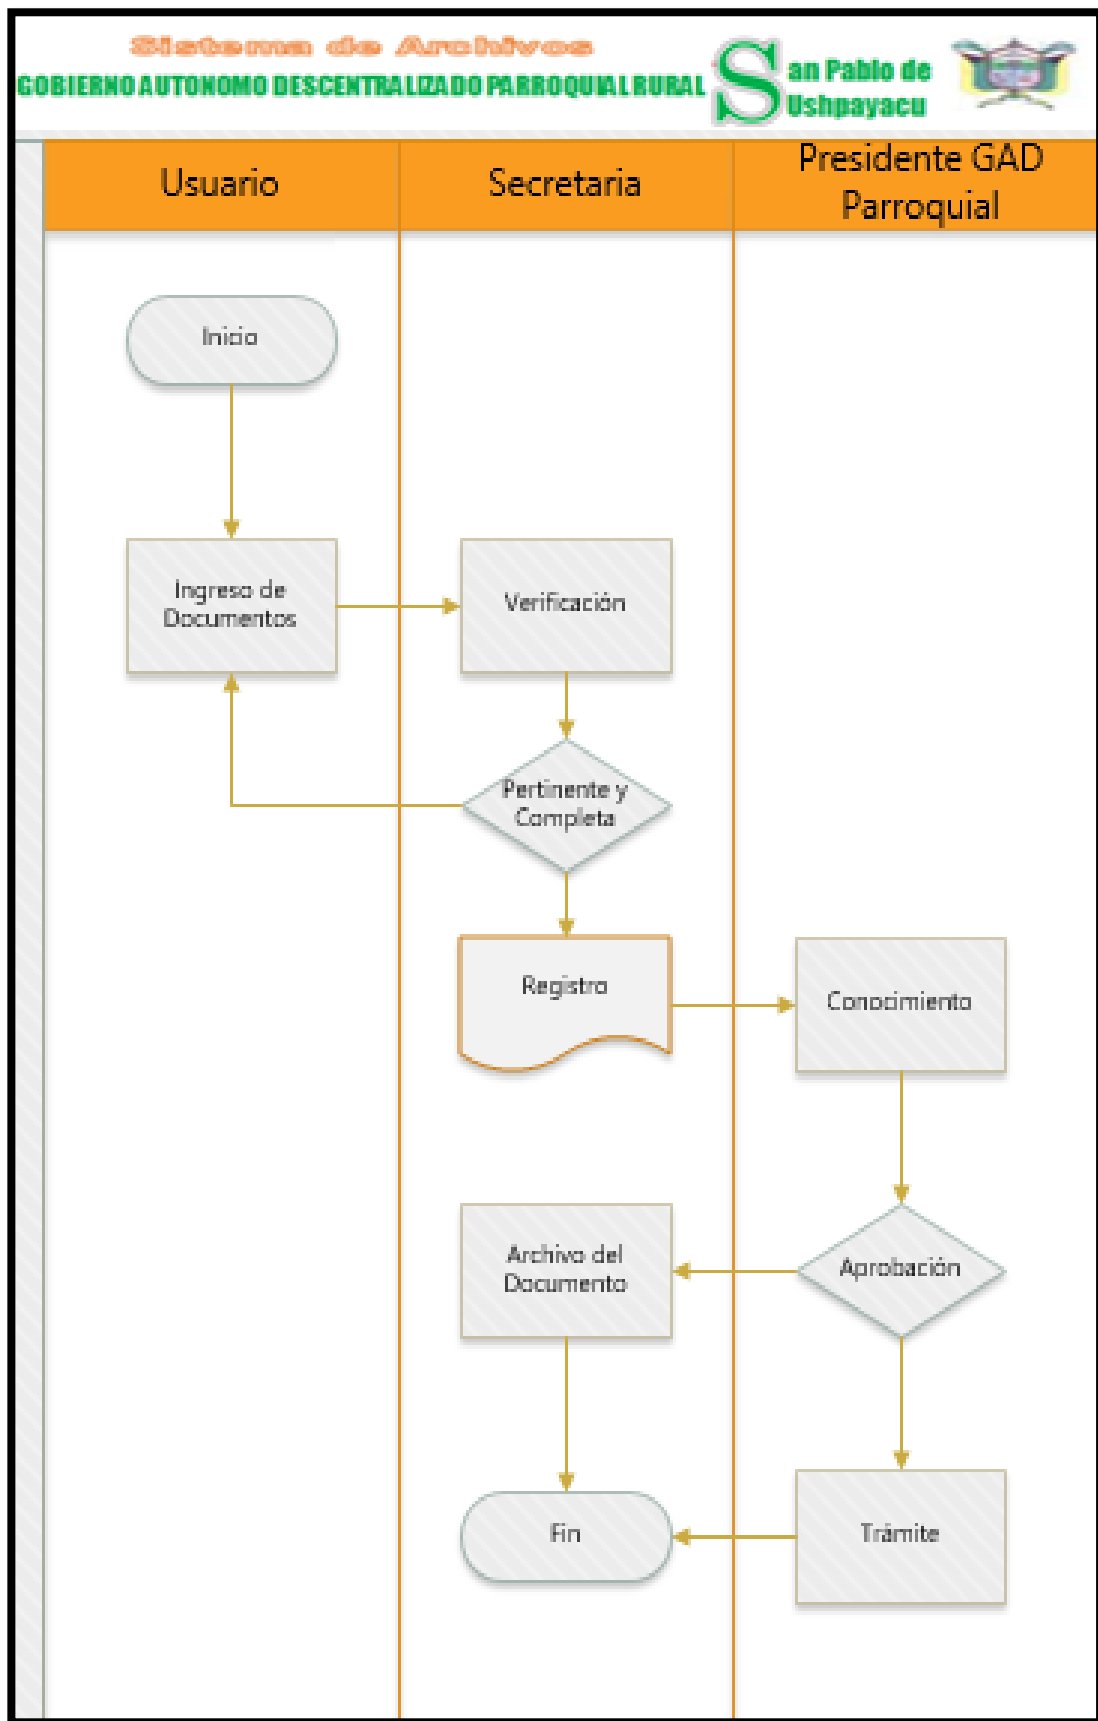 Sistema de Archivos
GOBIERNO AUTONOMO DESCENTRALIZADO PARROQUIAL RURAL San Pablo de
Ushpayacu
Usuario
Secretaria
Presidente GAD
Parroquial
Inicio
Ingreso de
Documentos
Verificación
Pertinente y
Completa
Registro
Conocimiento
Archivo del
Documento
Aprobación
Fin
Trámite